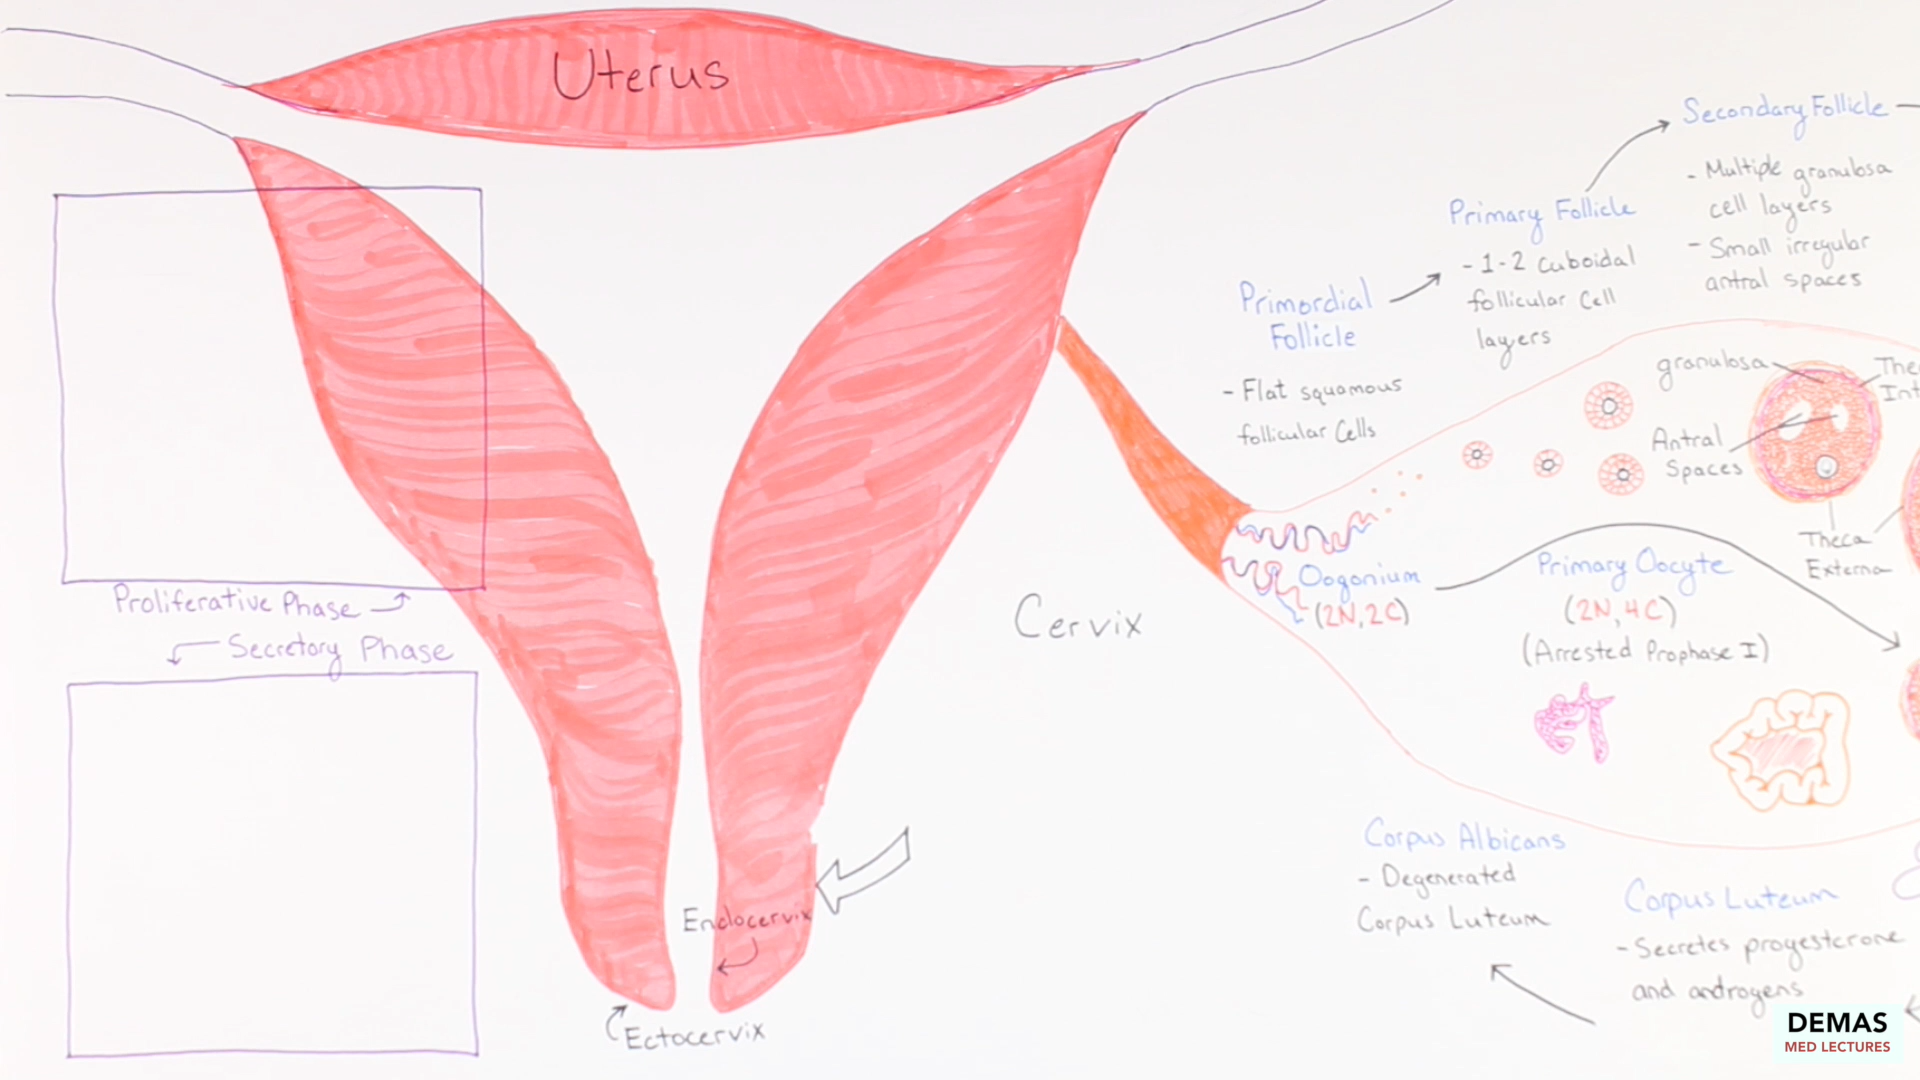 Uterus
Secondary Follicle
- Multiple granulosa
cell layers
- Small irregular
antral spaces
Primary Follicle
- 1-2 cuboidal
follicular cell
layers
Primordial
Follicle
- Flat squamous
follicular cells
granulosa
Antral
Spaces
Theca
Externa
Oogonium
(2N, 2C)
Primary Oocyte
(2N, 4C)
(Arrested Prophase I)
Cervix
Proliferative Phase
Secretory Phase
Endocervix
Ectocervix
Corpus Albicans
- Degenerated
Corpus Luteum
Corpus Luteum
- Secretes progesterone
and androgens
DEMAS
MED LECTURES